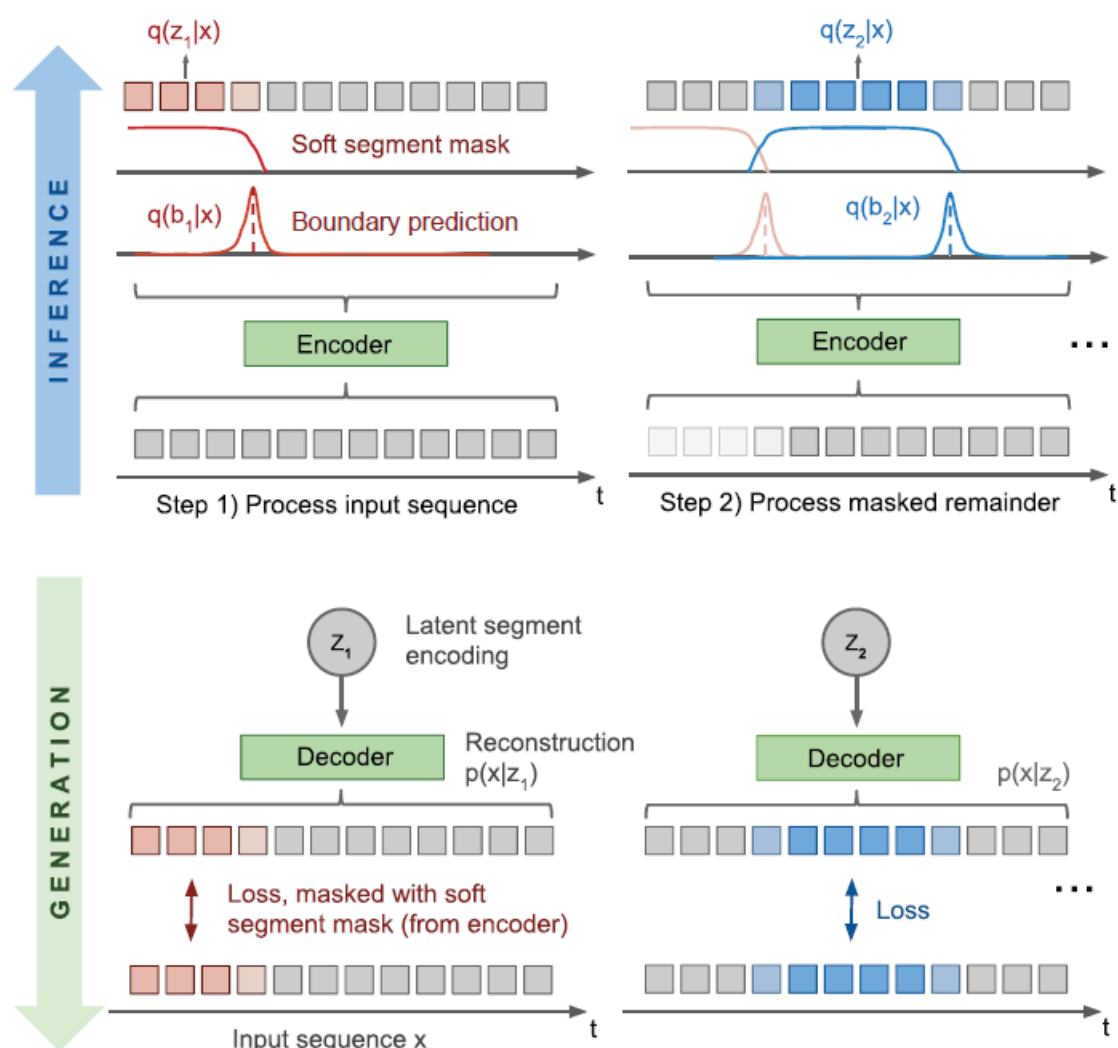 INFERENCE
q(z₁|x)
Soft segment mask
q(b₁|x)
Boundary prediction
Encoder
t
Step 1) Process input sequence
q(z₂|x)
q(b₂|x)
Encoder
...
t
Step 2) Process masked remainder
GENERATION
Z₁
Latent segment
encoding
Decoder
Reconstruction
p(x|z₁)
Loss, masked with soft
segment mask (from encoder)
t
Input sequence x
Z₂
Decoder
p(x|z₂)
...
Loss
t